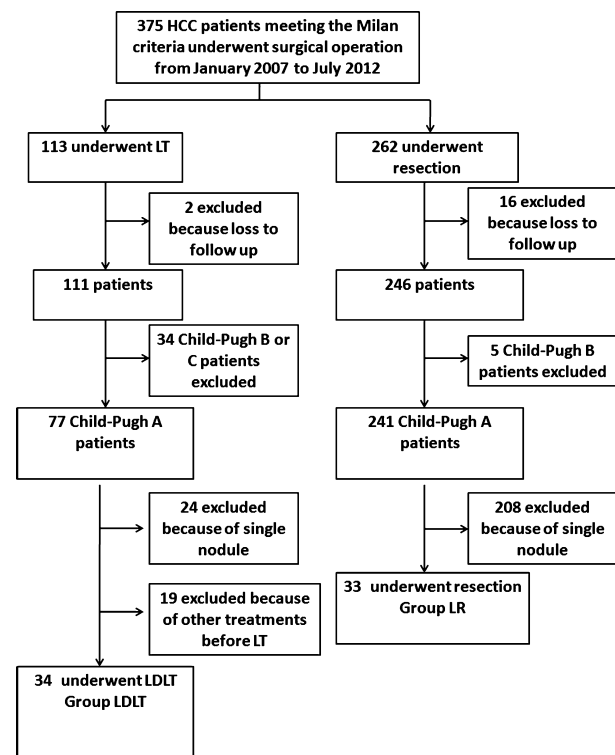 375 HCC patients meeting the Milan
criteria underwent surgical operation
from January 2007 to July 2012
113 underwent LT
262 underwent
resection
2 excluded
because loss to
follow up
16 excluded
because loss to
follow up
111 patients
246 patients
34 Child-Pugh B or
C patients
excluded
5 Child-Pugh B
patients excluded
77 Child-Pugh A
patients
241 Child-Pugh A
patients
24 excluded
because of single
nodule
208 excluded
because of single
nodule
19 excluded because
of other treatments
before LT
33 underwent resection
Group LR
34 underwent LDLT
Group LDLT